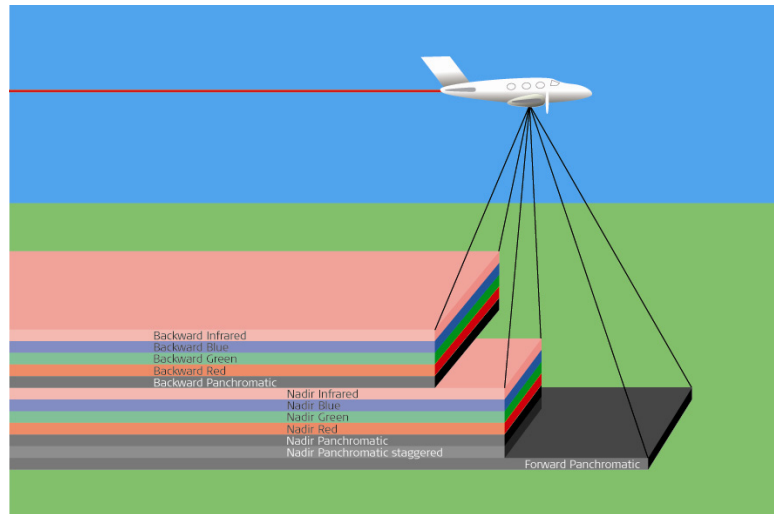 Backward Infrared
Backward Blue
Backward Green
Backward Red
Backward Panchromatic
Nadir Infrared
Nadir Blue
Nadir Green
Nadir Red
Nadir Panchromatic
Nadir Panchromatic staggered
Forward Panchromatic